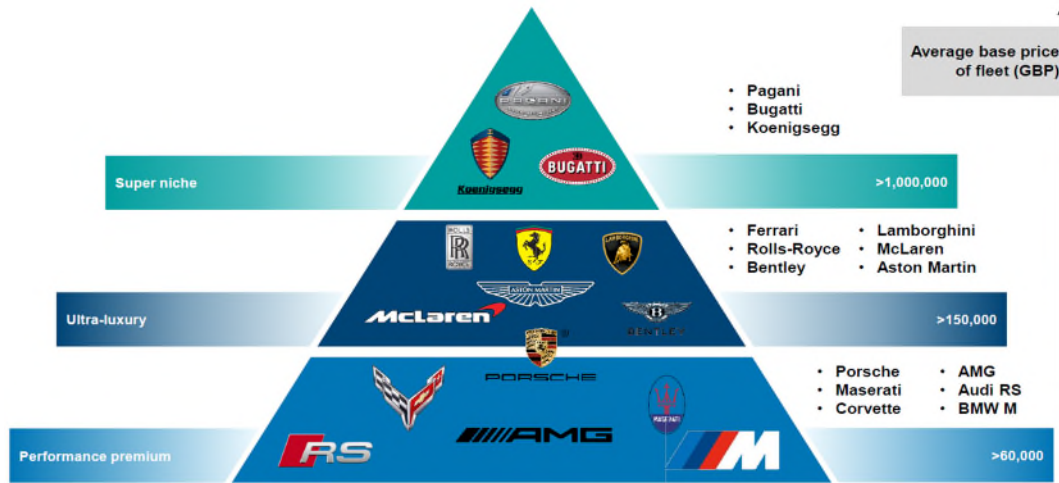 Average base price
of fleet (GBP)
• Pagani
• Bugatti
• Koenigsegg
PAGANI
Koenigsegg
BUGATTI
Super niche
>1,000,000
• Ferrari
• Rolls-Royce
• Bentley
• Lamborghini
• McLaren
• Aston Martin
ROLLS
RR
ROYCE
LAMBORGHINI
ASTON MARTIN
McLaren
B
BENTLEY
Ultra-luxury
>150,000
PORSCHE
• Porsche
• Maserati
• Corvette
• AMG
• Audi RS
• BMW M
MASERATI
RS
AMG
M
Performance premium
>60,000